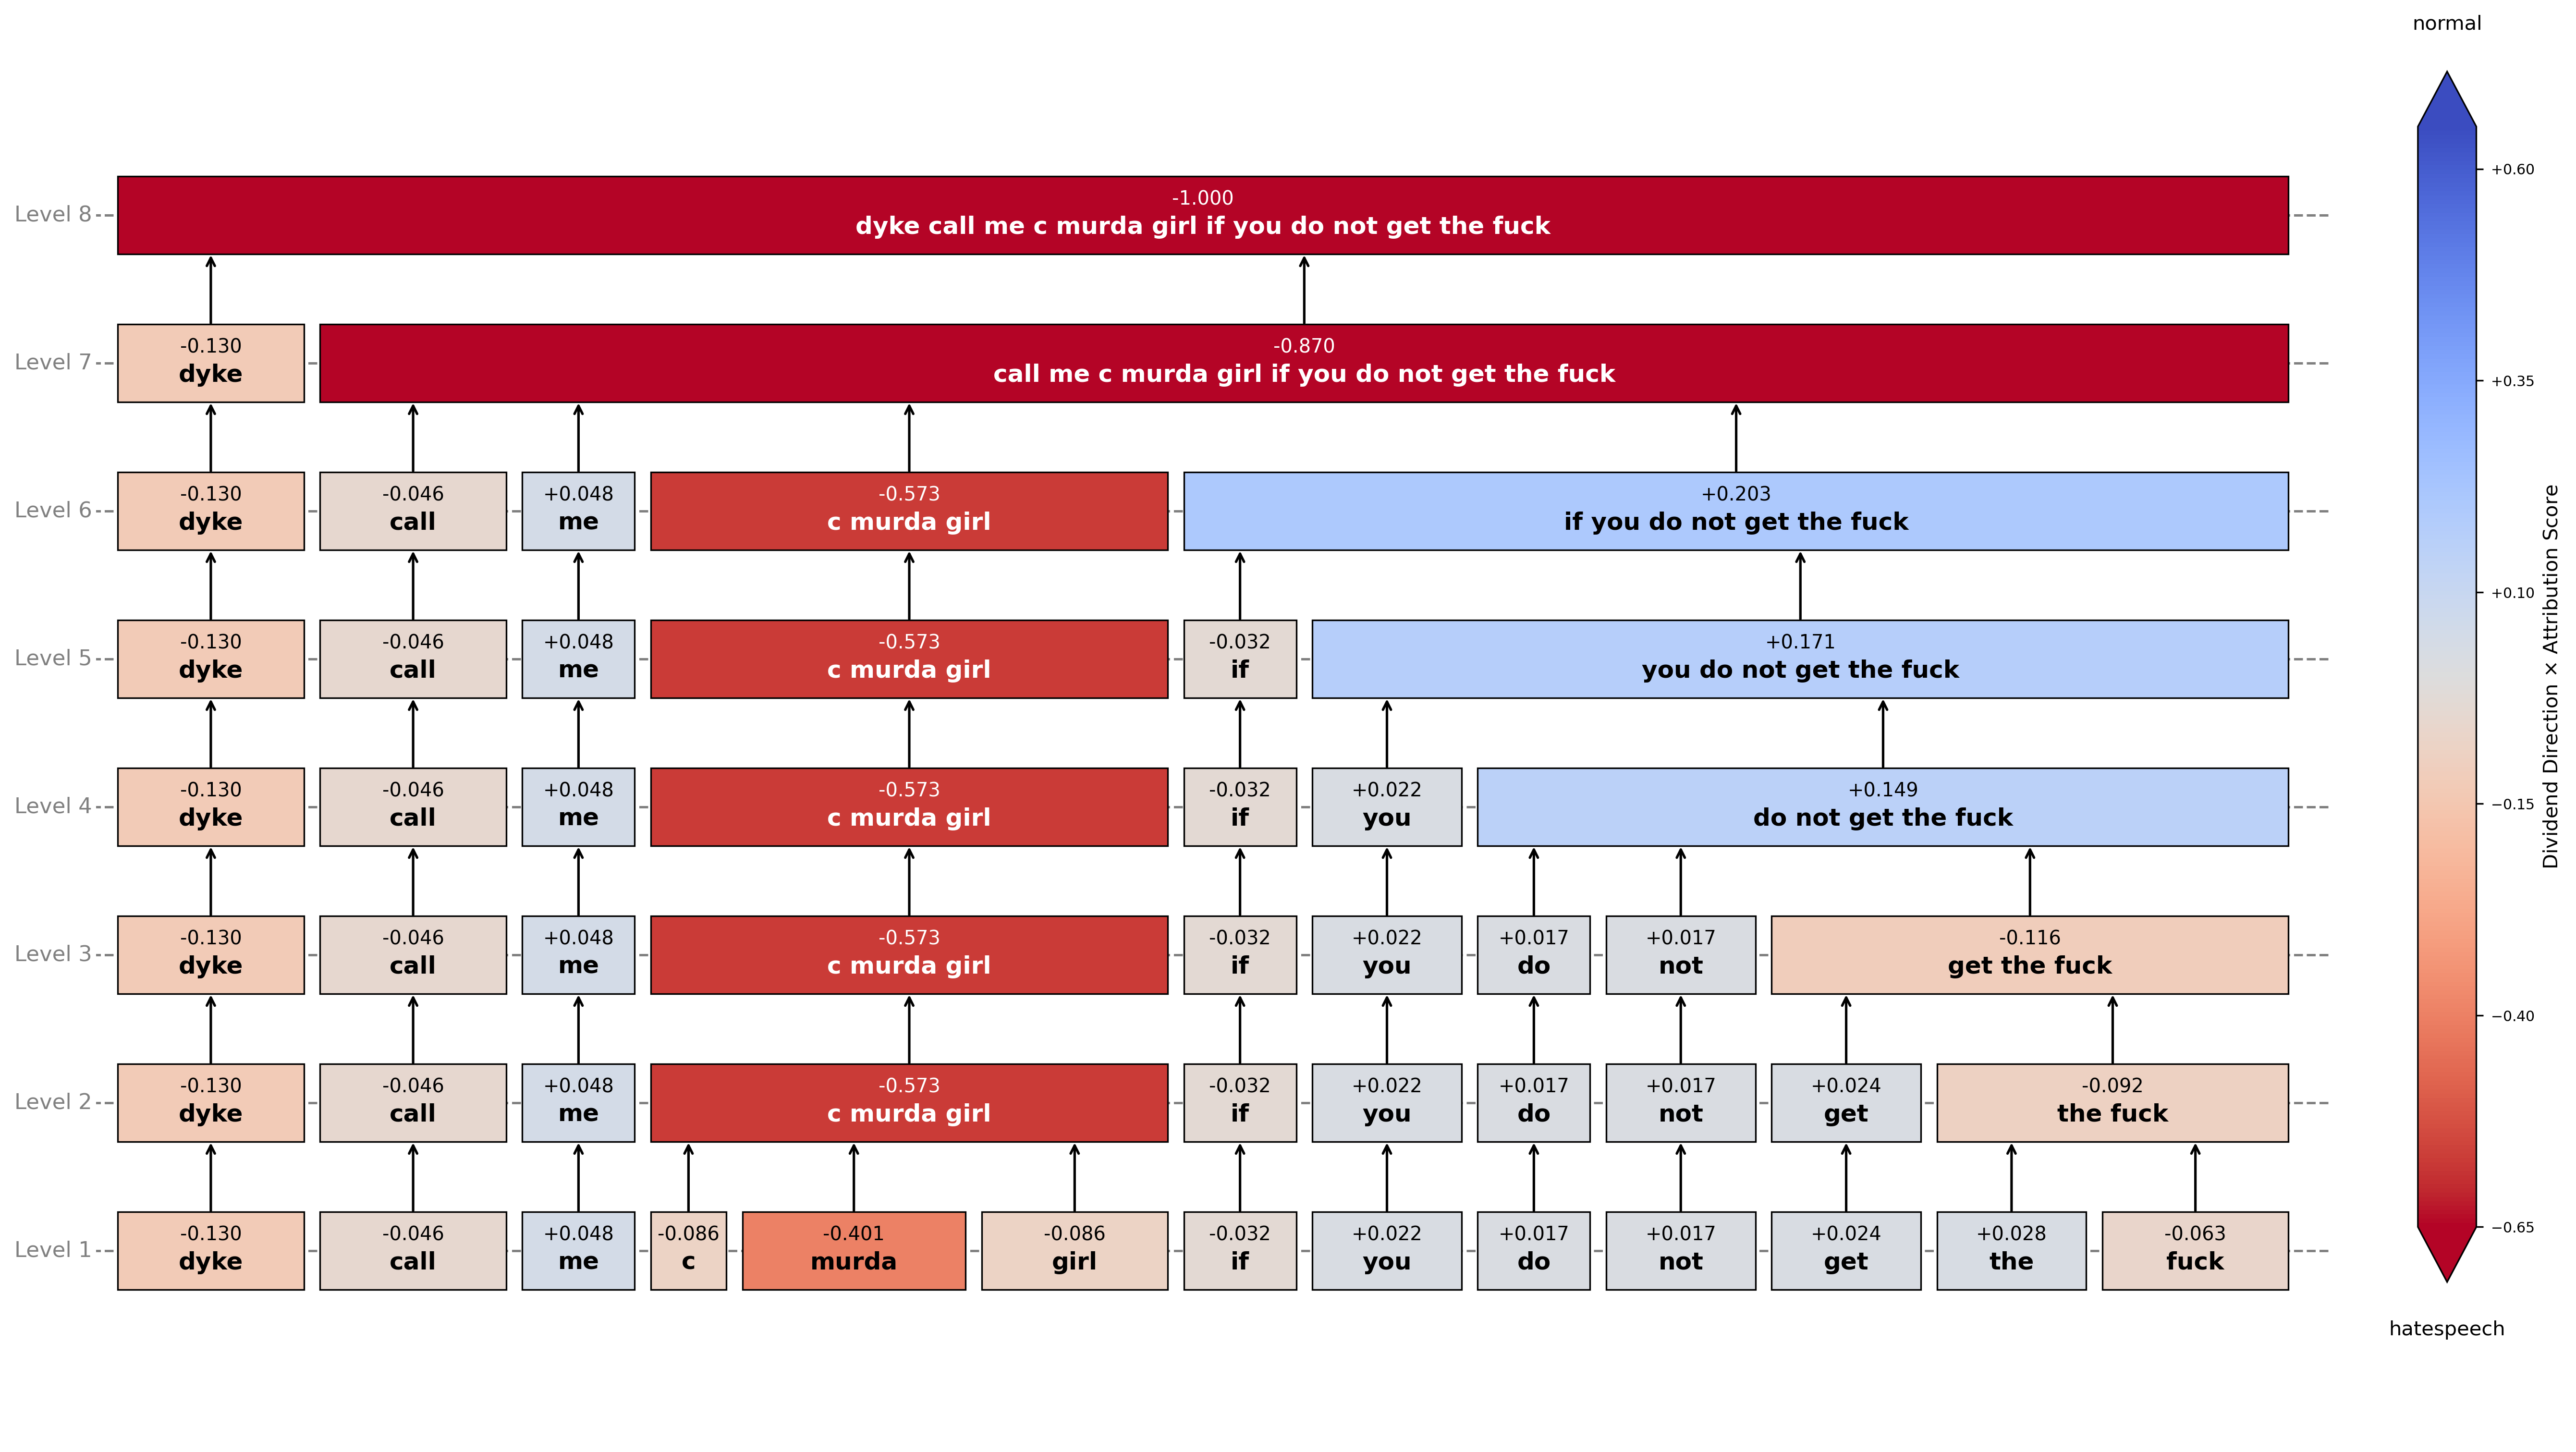 normal
Level 8
-1.000
dyke call me c murda girl if you do not get the fuck
Level 7
-0.130 -0.870
dyke call me c murda girl if you do not get the fuck
Level 6
-0.130 -0.046 +0.048 -0.573 +0.203
dyke call me c murda girl if you do not get the fuck
Level 5
-0.130 -0.046 +0.048 -0.573 -0.032 +0.171
dyke call me c murda girl if you do not get the fuck
Level 4
-0.130 -0.046 +0.048 -0.573 -0.032 +0.022 +0.149
dyke call me c murda girl if you do not get the fuck
Level 3
-0.130 -0.046 +0.048 -0.573 -0.032 +0.022 +0.017 +0.017 -0.116
dyke call me c murda girl if you do not get the fuck
Level 2
-0.130 -0.046 +0.048 -0.573 -0.032 +0.022 +0.017 +0.017 +0.024 -0.092
dyke call me c murda girl if you do not get the fuck
Level 1
-0.130 -0.046 +0.048 -0.086 -0.401 -0.086 -0.032 +0.022 +0.017 +0.017 +0.024 +0.028 -0.063
dyke call me c murda girl if you do not get the fuck
+0.60
+0.35
+0.10
−0.15
−0.40
−0.65
Dividend Direction × Attribution Score
hatespeech